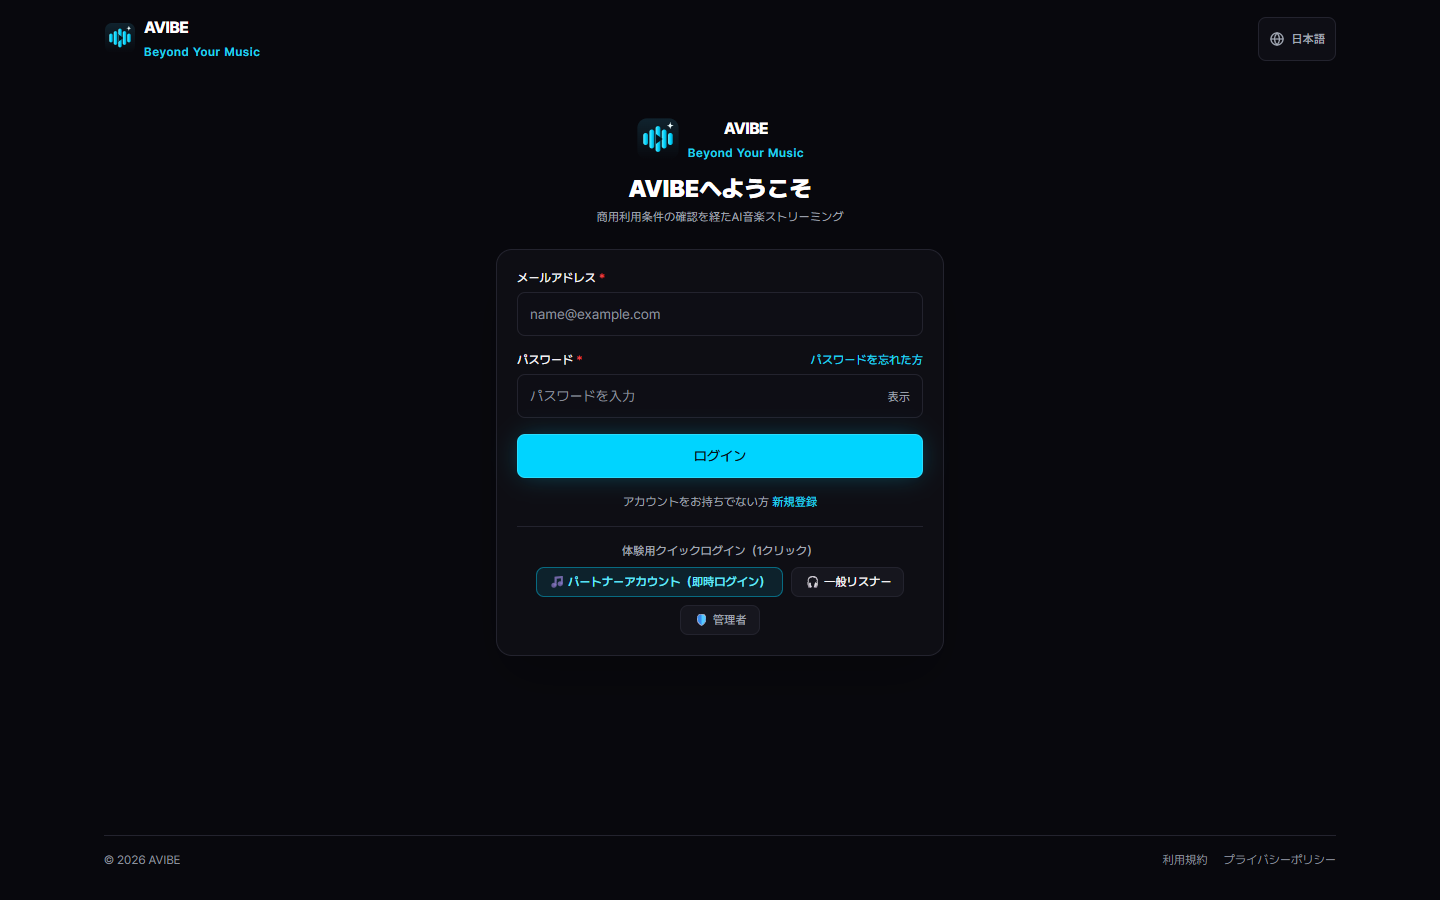 AVIBE
Beyond Your Music
日本語
AVIBE
Beyond Your Music
AVIBEへようこそ
商用利用条件の確認を経たAI音楽ストリーミング
メールアドレス *
name@example.com
パスワード * パスワードを忘れた方
パスワードを入力 表示
ログイン
アカウントをお持ちでない方 新規登録
体験用クイックログイン（1クリック）
パートナーアカウント（即時ログイン） 一般リスナー
管理者
© 2026 AVIBE 利用規約 プライバシーポリシー